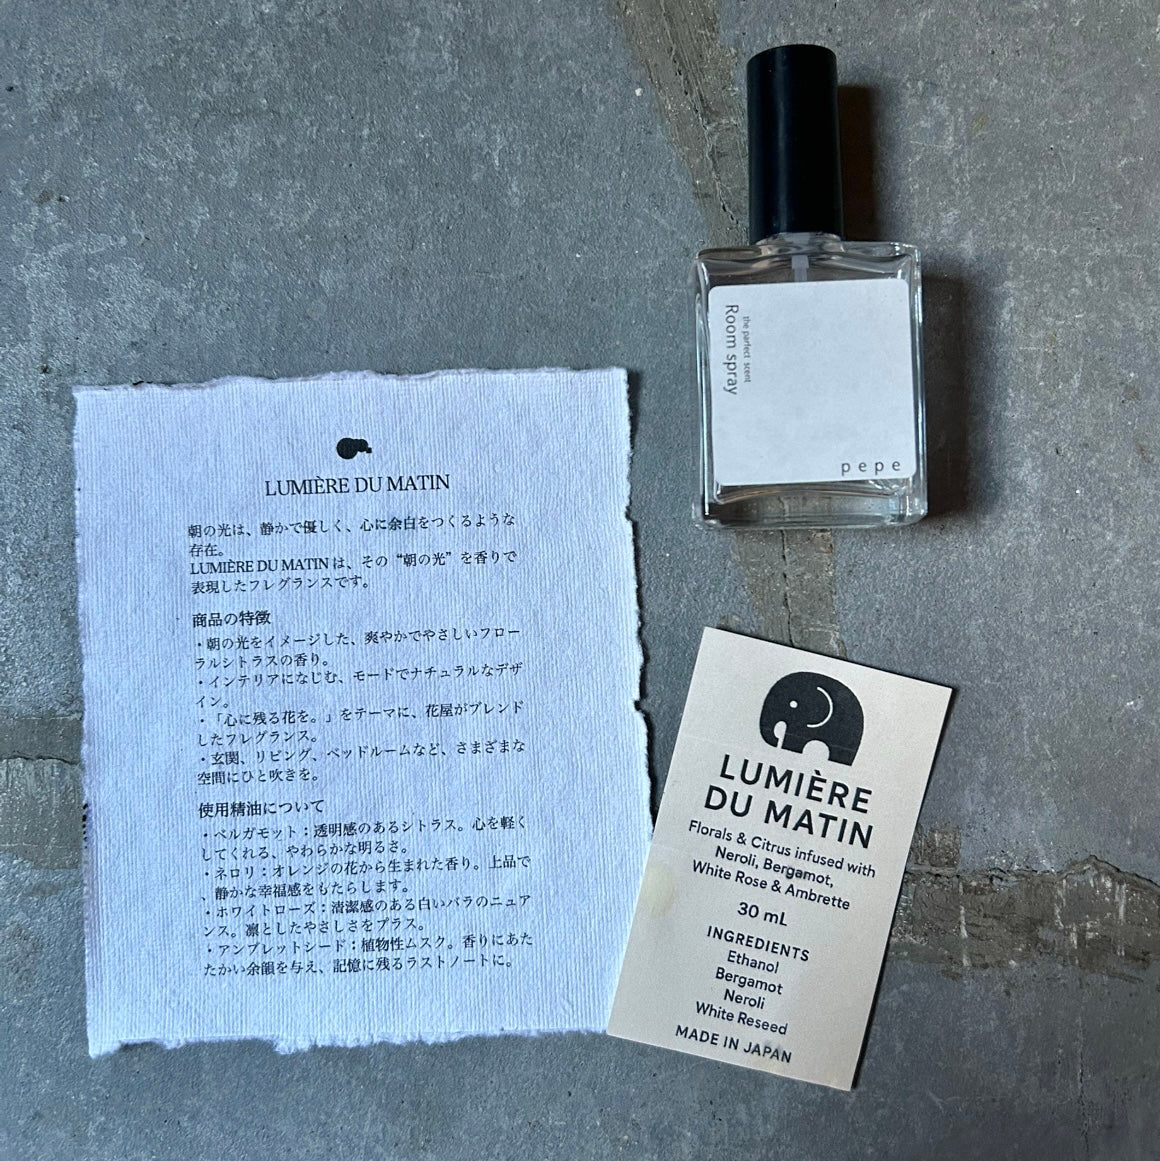 LUMIÈRE DU MATIN
朝の光は、静かで優しく、心に余白をつくるような
存在。
LUMIÈRE DU MATIN は、その“朝の光”を香りで
表現したフレグランスです。
商品の特徴
・朝の光をイメージした、爽やかでやさしいフロー
ラルシトラスの香り。
・インテリアになじむ、モードでナチュラルなデザ
イン。
・「心に残る花を。」をテーマに、花屋がブレンド
したフレグランス。
・玄関、リビング、ベッドルームなど、さまざまな
空間にひと吹きを。
使用精油について
・ベルガモット：透明感のあるシトラス。心を軽く
してくれる、やわらかな明るさ。
・ネロリ：オレンジの花から生まれた香り。上品で
、静かな幸福感をもたらします。
・ホワイトローズ：清潔感のある白いバラのニュア
ンス。凛としたやさしさをプラス。
・アンブレットシード：植物性ムスク。香りにあた
たかい余韻を与え、記憶に残るラストノートに。
the parfect scent
Room spray
pepe
LUMIÈRE
DU MATIN
Florals & Citrus infused with
Neroli, Bergamot,
White Rose & Ambrette
30 mL
INGREDIENTS
Ethanol
Bergamot
Neroli
White Reseed
MADE IN JAPAN